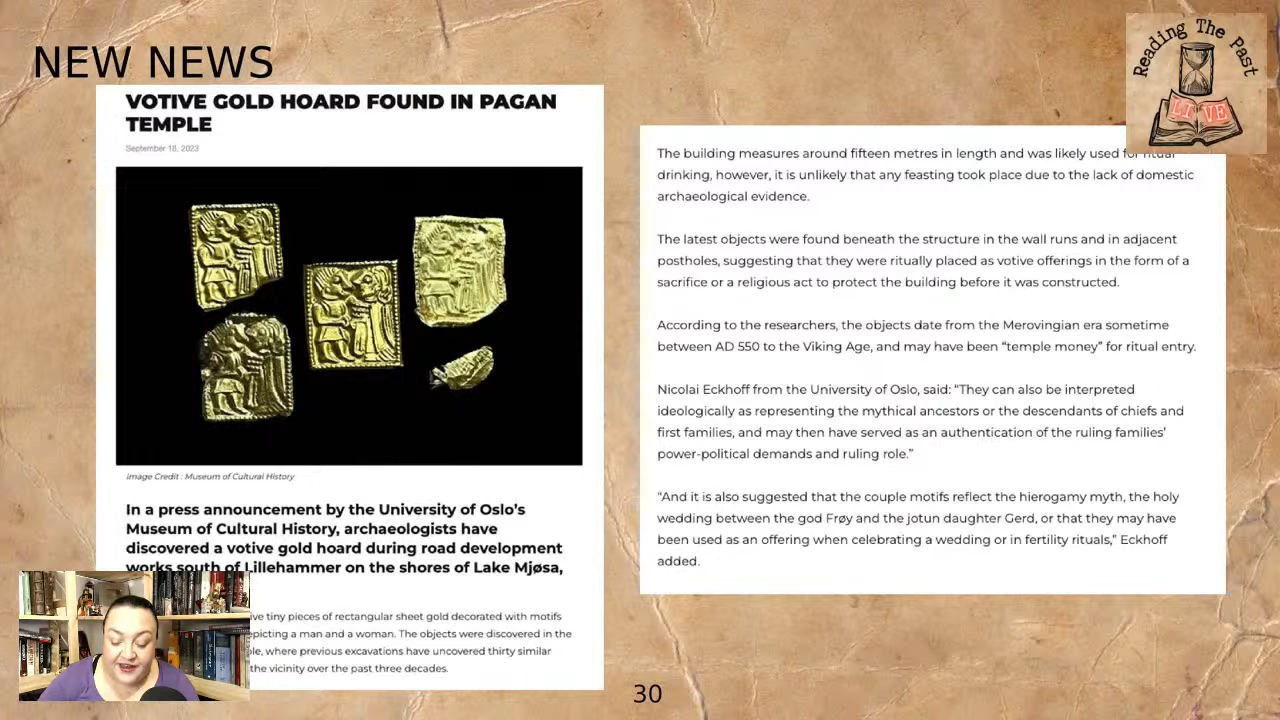 NEW NEWS
Reading The Past
LIVE
VOTIVE GOLD HOARD FOUND IN PAGAN
TEMPLE
September 18, 2023
Image Credit : Museum of Cultural History
In a press announcement by the University of Oslo's
Museum of Cultural History, archaeologists have
discovered a votive gold hoard during road development
works south of Lillehammer on the shores of Lake Mjøsa,
tiny pieces of rectangular sheet gold decorated with motifs
a man and a woman. The objects were discovered in the
where previous excavations have uncovered thirty similar
the vicinity over the past three decades.
The building measures around fifteen metres in length and was likely used for ritual
drinking, however, it is unlikely that any feasting took place due to the lack of domestic
archaeological evidence.
The latest objects were found beneath the structure in the wall runs and in adjacent
postholes, suggesting that they were ritually placed as votive offerings in the form of a
sacrifice or a religious act to protect the building before it was constructed.
According to the researchers, the objects date from the Merovingian era sometime
between AD 550 to the Viking Age, and may have been “temple money” for ritual entry.
Nicolai Eckhoff from the University of Oslo, said: “They can also be interpreted
ideologically as representing the mythical ancestors or the descendants of chiefs and
first families, and may then have served as an authentication of the ruling families’
power-political demands and ruling role.”
“And it is also suggested that the couple motifs reflect the hierogamy myth, the holy
wedding between the god Frøy and the jotun daughter Gerd, or that they may have
been used as an offering when celebrating a wedding or in fertility rituals,” Eckhoff
added.
30